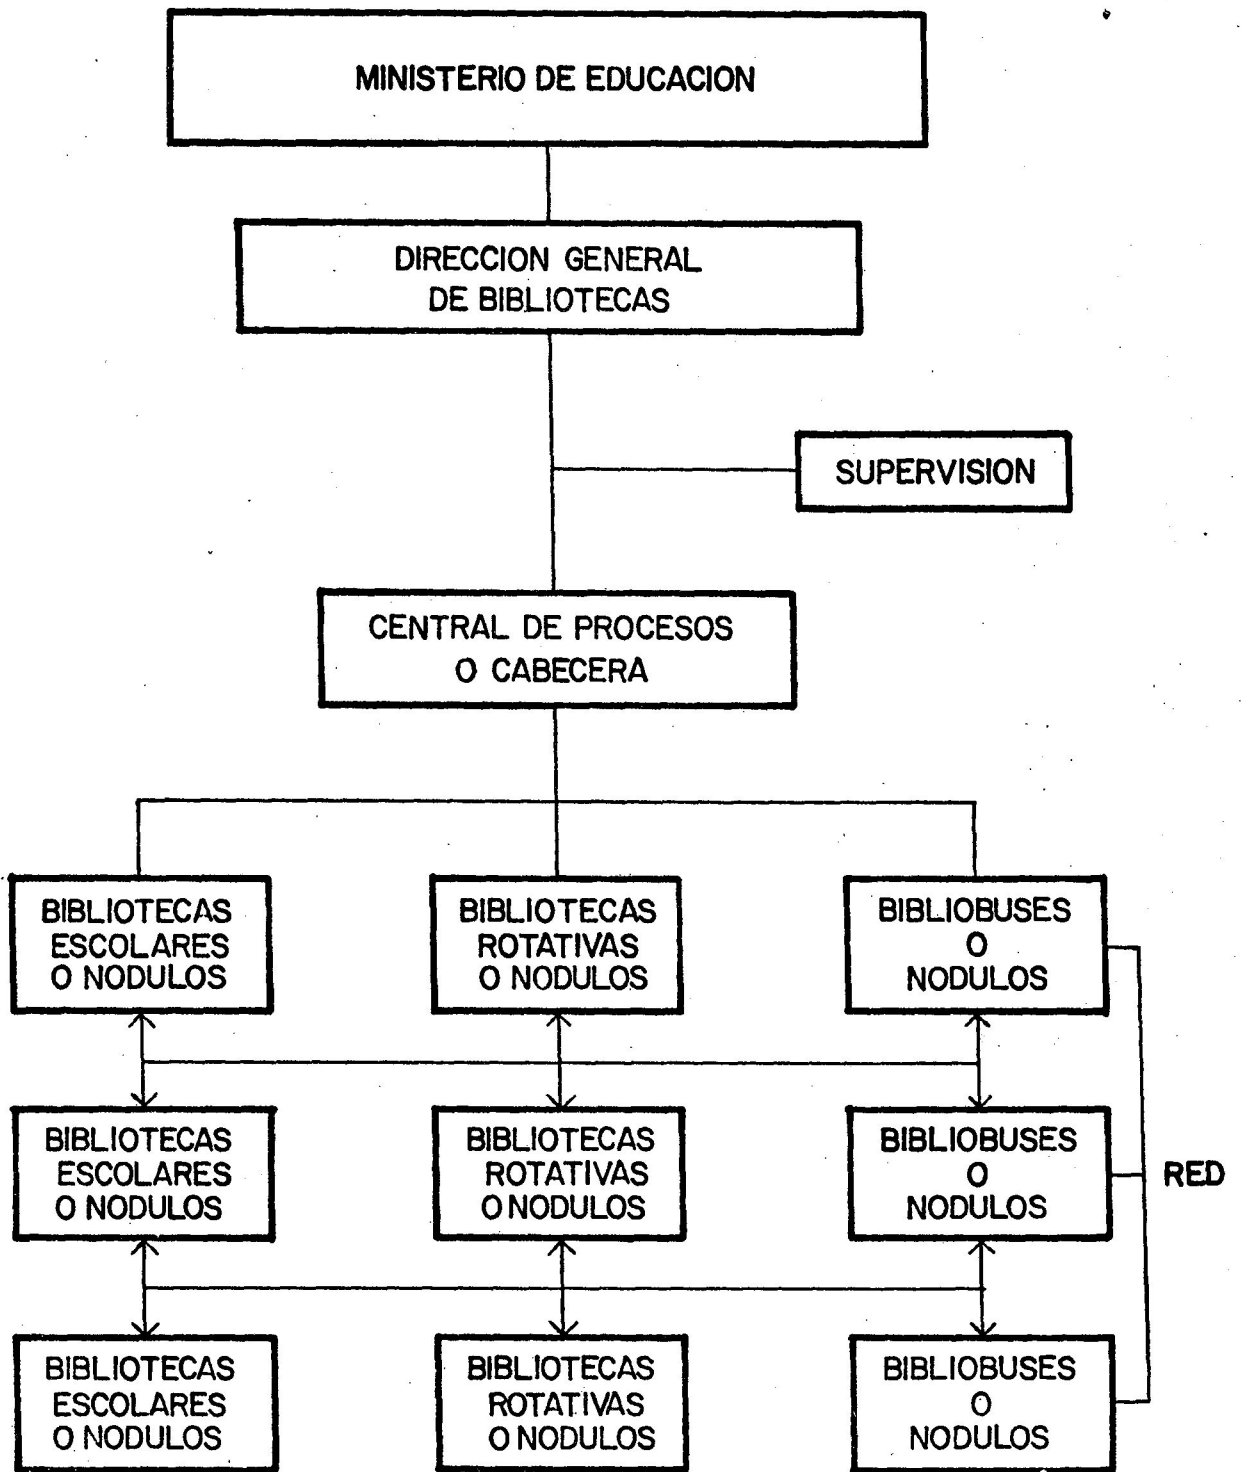 MINISTERIO DE EDUCACION
DIRECCION GENERAL
DE BIBLIOTECAS
SUPERVISION
CENTRAL DE PROCESOS
O CABECERA
BIBLIOTECAS
ESCOLARES
O NODULOS
BIBLIOTECAS
ROTATIVAS
O NODULOS
BIBLIOBUSES
O
NODULOS
BIBLIOTECAS
ESCOLARES
O NODULOS
BIBLIOTECAS
ROTATIVAS
O NODULOS
BIBLIOBUSES
O
NODULOS
RED
BIBLIOTECAS
ESCOLARES
O NODULOS
BIBLIOTECAS
ROTATIVAS
O NODULOS
BIBLIOBUSES
O
NODULOS